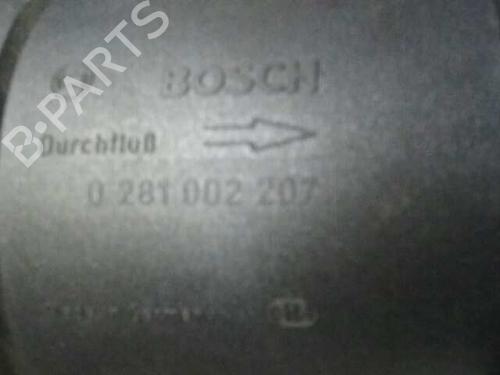 BOSCH
Durchfluß
0 281 002 207
B-PARTS